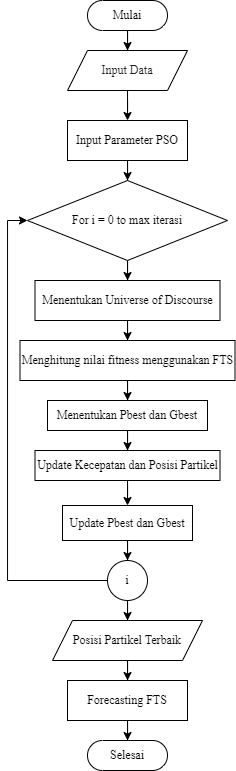 Mulai
Input Data
Input Parameter PSO
For i = 0 to max iterasi
Menentukan Universe of Discourse
Menghitung nilai fitness menggunakan FTS
Menentukan Pbest dan Gbest
Update Kecepatan dan Posisi Partikel
Update Pbest dan Gbest
i
Posisi Partikel Terbaik
Forecasting FTS
Selesai